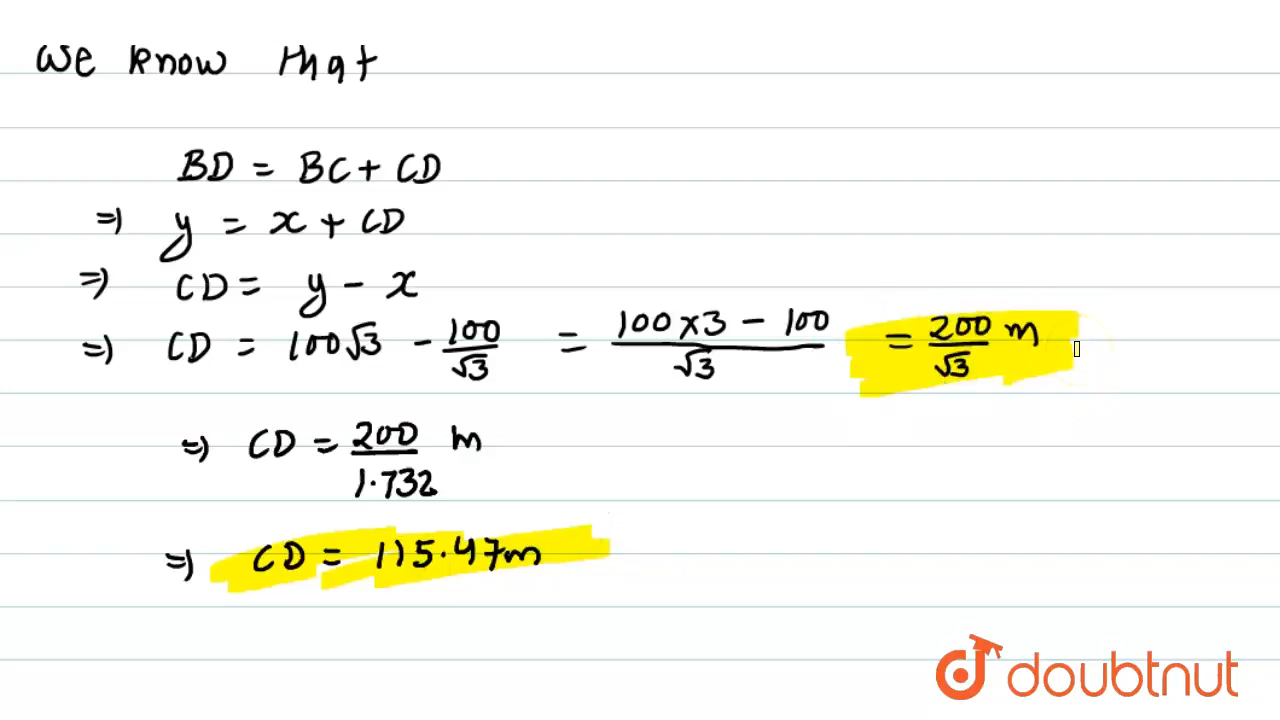 We know that
BD = BC + CD
⇒ y = x + CD
⇒ CD = y - x
⇒ CD = 100√3 - 100/√3 = (100×3 - 100)/√3 = 200/√3 m
⇒ CD = 200/1.732 m
⇒ CD = 115.47m
doubtnut